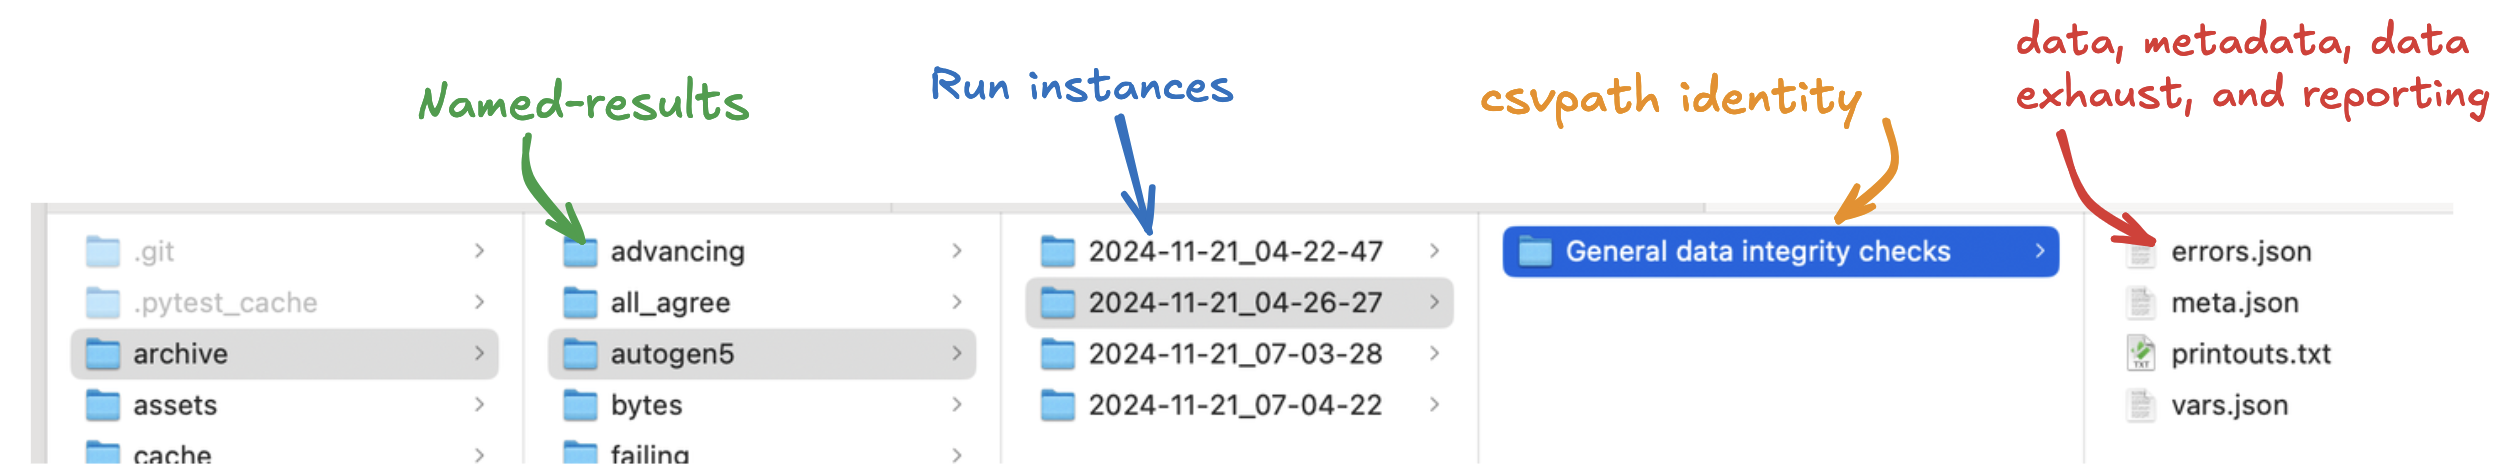 Named-results
Run instances
csvpath identity
data, metadata, data
exhaust, and reporting
.git
.pytest_cache
archive
assets
cache
advancing
all_agree
autogen5
bytes
failing
2024-11-21_04-22-47
2024-11-21_04-26-27
2024-11-21_07-03-28
2024-11-21_07-04-22
General data integrity checks
errors.json
meta.json
printouts.txt
vars.json
TXT